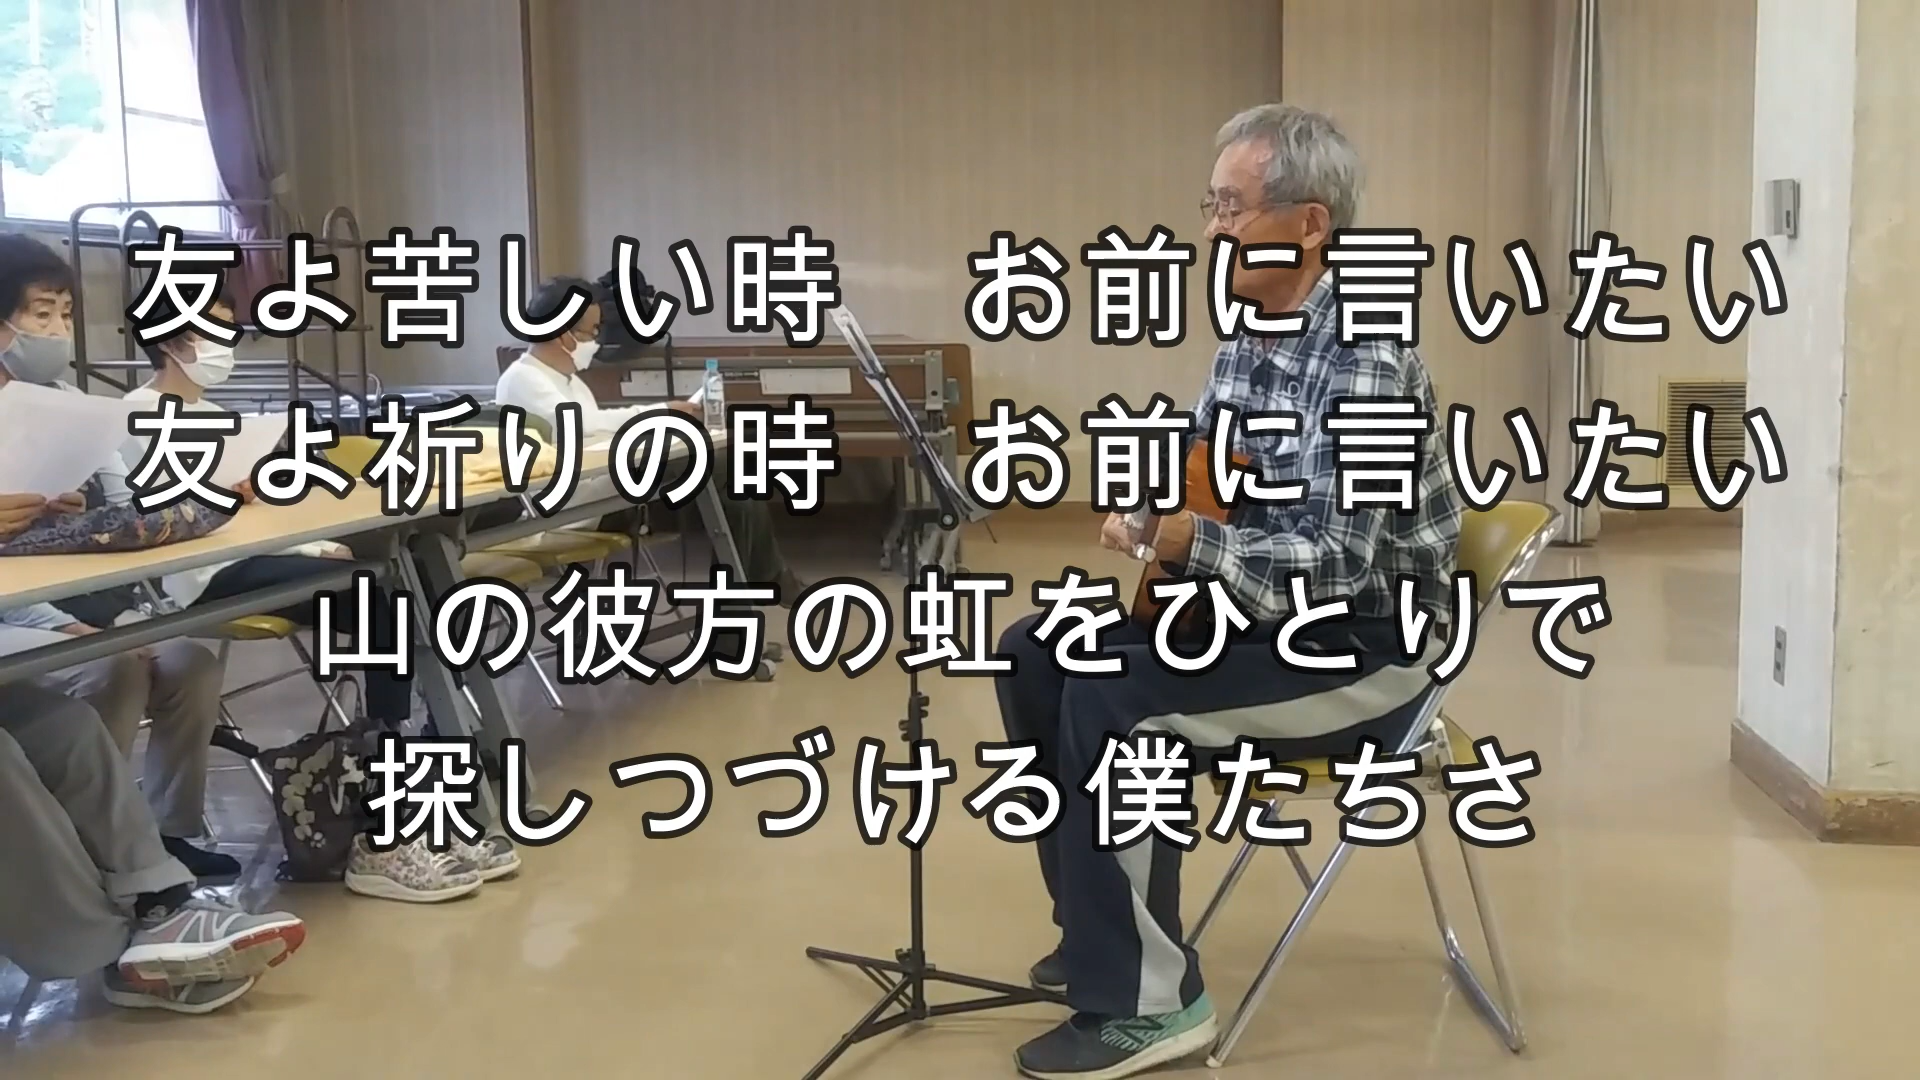 友よ苦しい時　お前に言いたい
友よ祈りの時　お前に言いたい
山の彼方の虹をひとりで
探しつづける僕たちさ